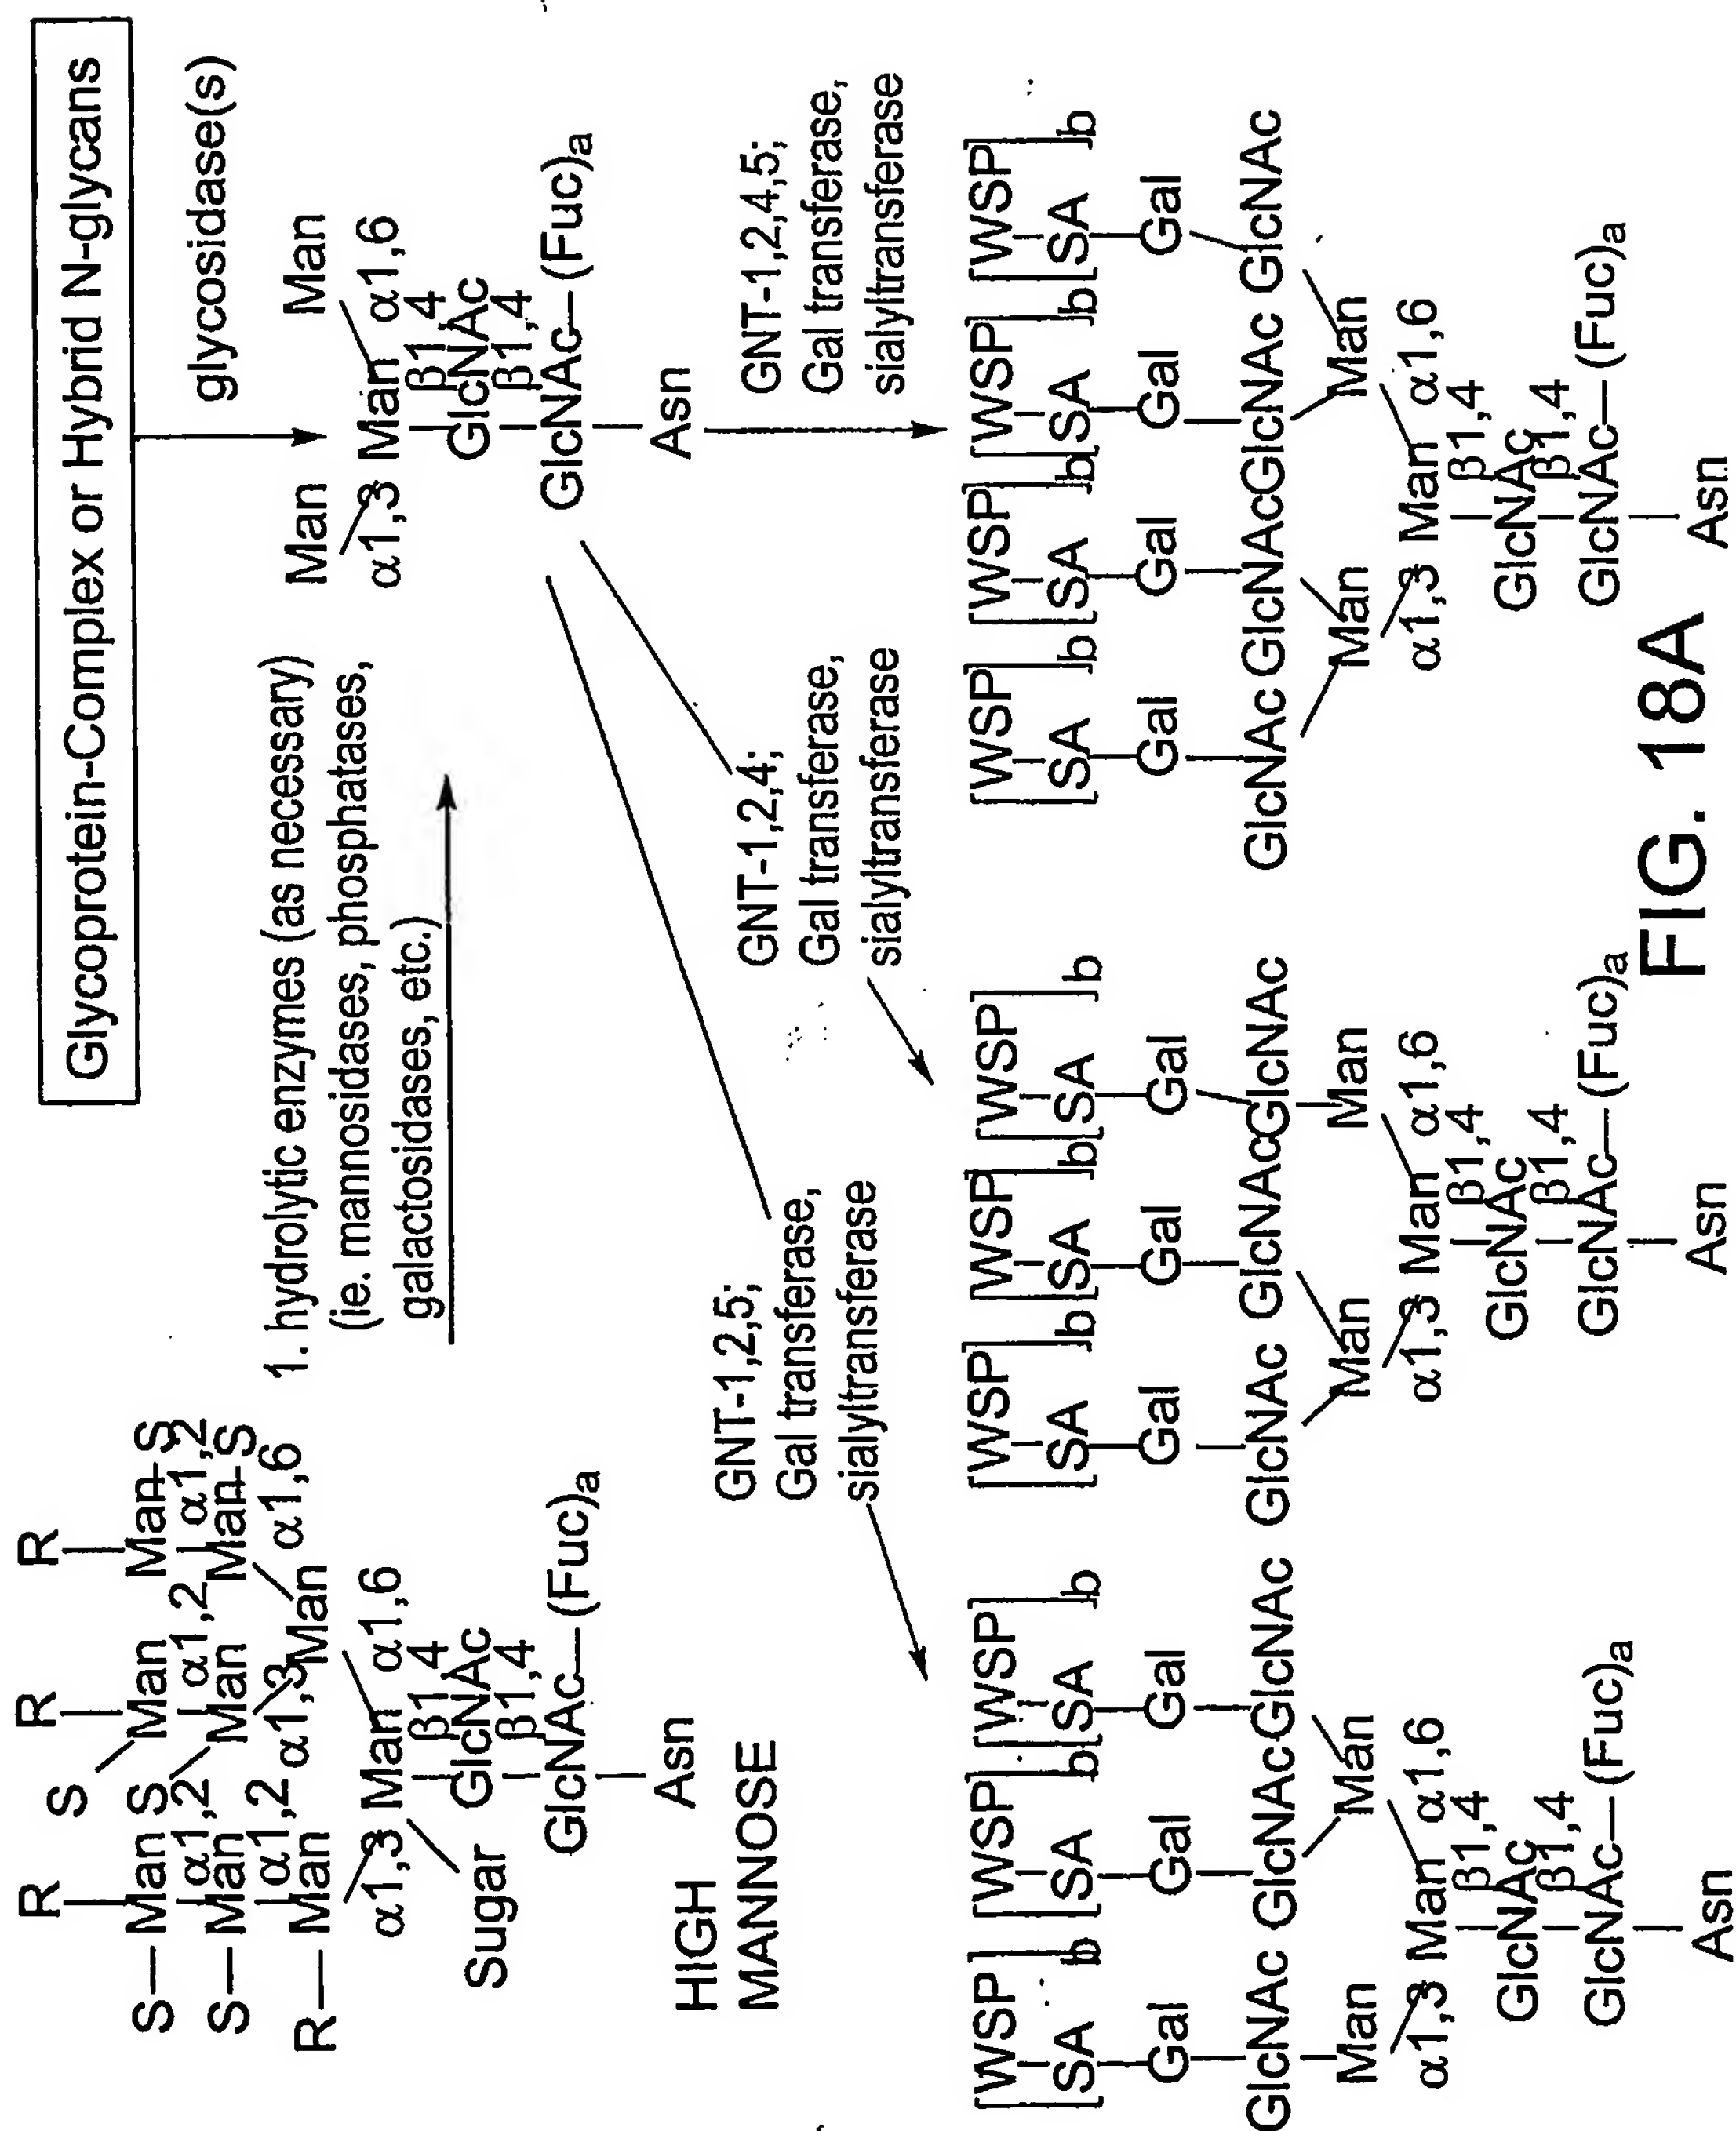 Glycoprotein-Complex or Hybrid N-glycans
R R R
S
S—Man S Man Man-S
α1,2 α1,2 α1,2
S—Man Man Man-S
α1,2 α1,3 α1,6
R—Man Man
α1,3 Man α1,6
β1,4
Sugar GlcNAc
β1,4
GlcNAc—(Fuc)a
Asn
HIGH
MANNOSE
1. hydrolytic enzymes (as necessary)
(ie. mannosidases, phosphatases,
galactosidases, etc.)
glycosidase(s)
Man Man
α1,3 Man α1,6
β1,4
GlcNAc
β1,4
GlcNAc—(Fuc)a
Asn
GNT-1,2,5;
Gal transferase,
sialyltransferase
GNT-1,2,4;
Gal transferase,
sialyltransferase
GNT-1,2,4,5;
Gal transferase,
sialyltransferase
[WSP]b [WSP]b [WSP]b
[SA [SA [SA
Gal Gal Gal
GlcNAc GlcNAc GlcNAc
Man Man
α1,3 Man α1,6
β1,4
GlcNAc
β1,4
GlcNAc—(Fuc)a
Asn
[WSP]b [WSP]b [WSP]b
[SA [SA [SA
Gal Gal Gal
GlcNAc GlcNAc GlcNAc
Man Man
α1,3 Man α1,6
β1,4
GlcNAc
β1,4
GlcNAc—(Fuc)a
Asn
[WSP]b [WSP]b [WSP]b [WSP]b
[SA [SA [SA [SA
Gal Gal Gal Gal
GlcNAc GlcNAc GlcNAc GlcNAc
Man Man
α1,3 Man α1,6
β1,4
GlcNAc
β1,4
GlcNAc—(Fuc)a
Asn
FIG. 18A